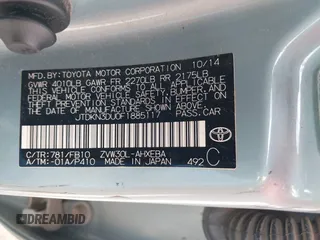 MFD. BY: TOYOTA MOTOR CORPORATION 10/14
GVWR 4010LB GAWR FR 2270LB RR 2175LB
THIS VEHICLE CONFORMS TO ALL APPLICABLE
FEDERAL MOTOR VEHICLE SAFETY, BUMPER, AND
THEFT PREVENTION STANDARDS IN EFFECT ON
THE DATE OF MANUFACTURE SHOWN ABOVE.
JTDKN3DU0F1885117 PASS.CAR
TOYOTA
C/TR: 781/FB10 ZVW30L-AHXEBA
A/TM: -01A/P410 MADE IN JAPAN 492 C
DREAMBID